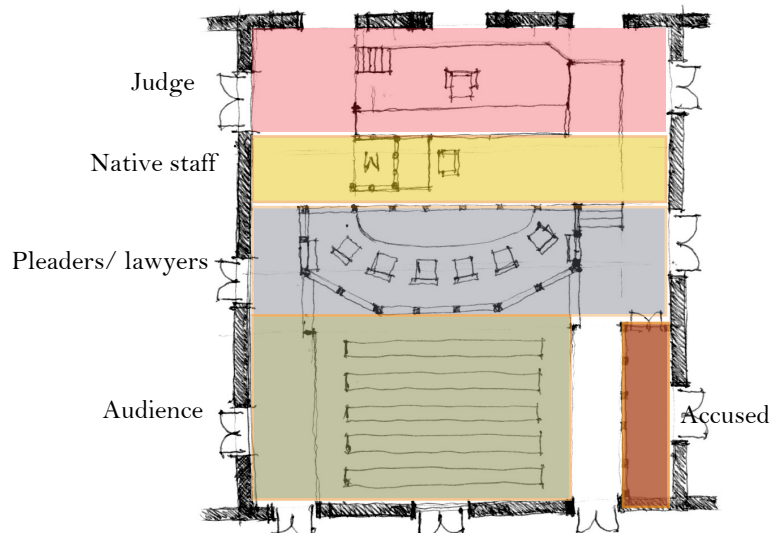 Judge
Native staff
W
Pleaders/ lawyers
Audience
Accused